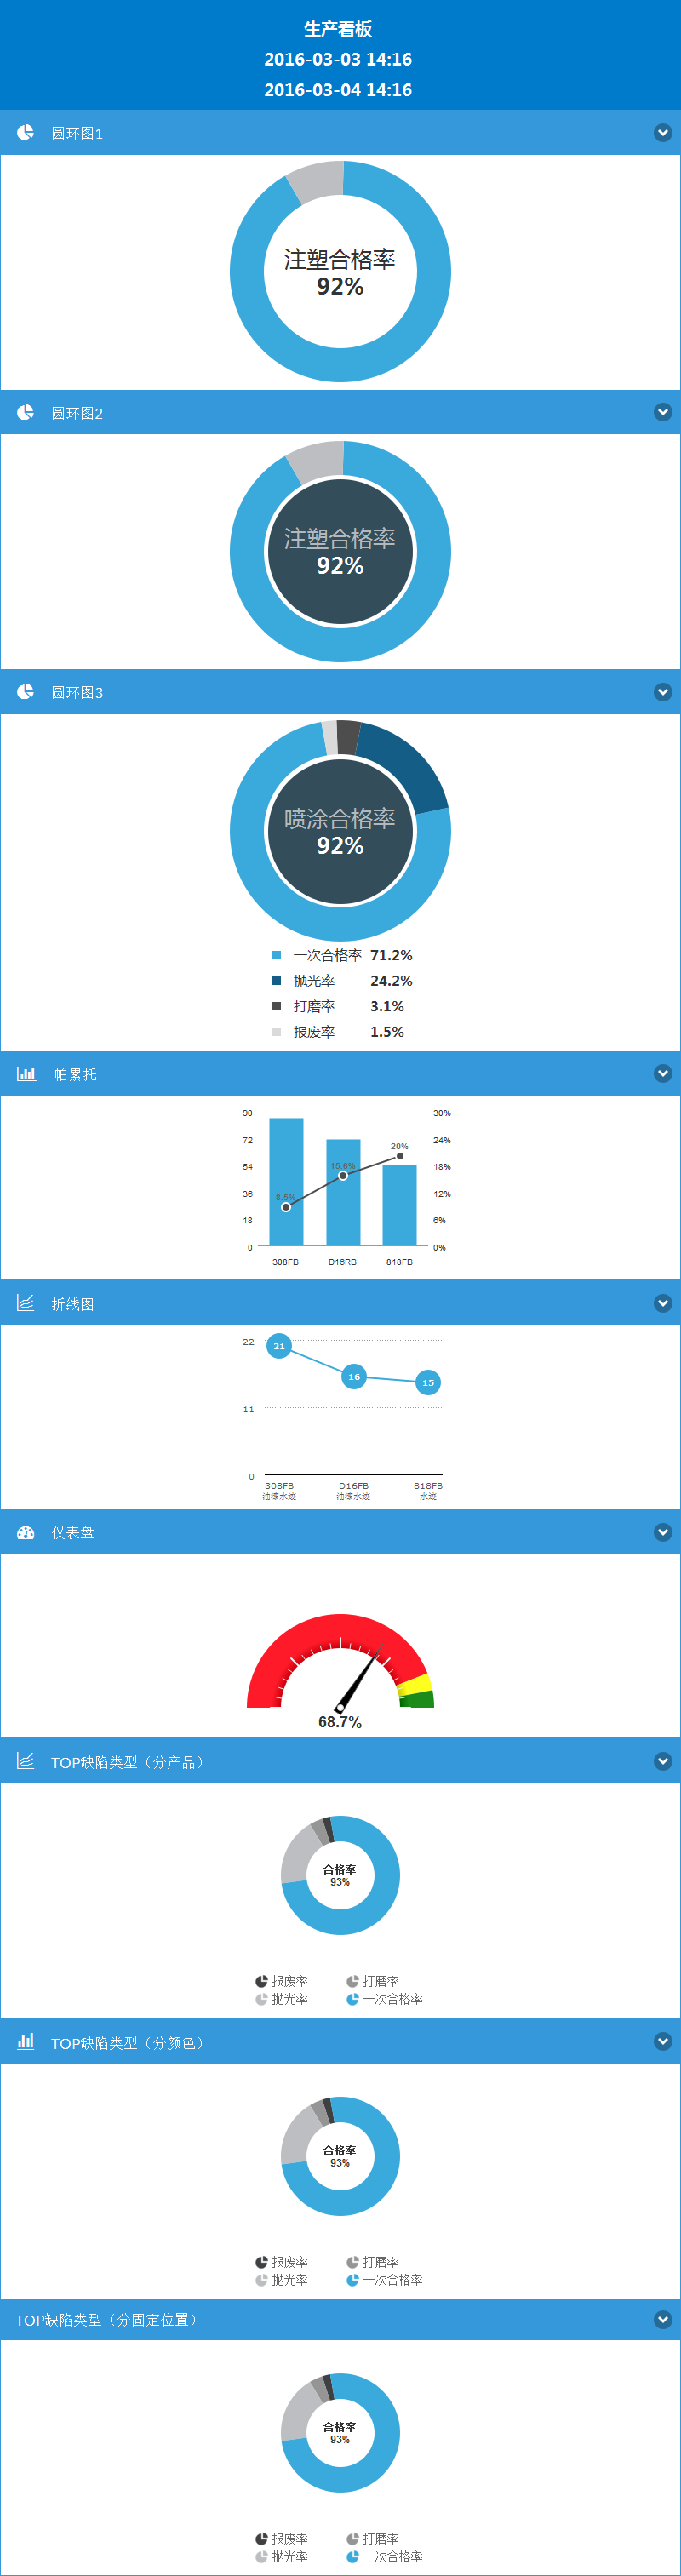 生产看板
2016-03-03 14:16
2016-03-04 14:16
圆环图1
注塑合格率
92%
圆环图2
注塑合格率
92%
圆环图3
喷涂合格率
92%
一次合格率 71.2%
抛光率 24.2%
打磨率 3.1%
报废率 1.5%
帕累托
90 30%
72 24%
20%
54 18%
15.6%
36 12%
8.5%
18 6%
0 0%
308FB D16RB 818FB
折线图
22
21
16
15
11
0
308FB D16FB 818FB
油漆水迹 油漆水迹 水迹
仪表盘
68.7%
TOP缺陷类型（分产品）
合格率
93%
报废率 打磨率
抛光率 一次合格率
TOP缺陷类型（分颜色）
合格率
93%
报废率 打磨率
抛光率 一次合格率
TOP缺陷类型（分固定位置）
合格率
93%
报废率 打磨率
抛光率 一次合格率